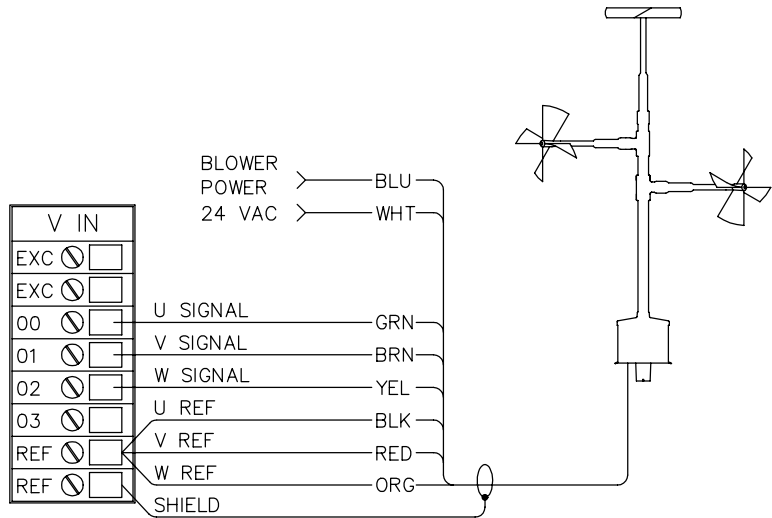 BLOWER
POWER
24 VAC
BLU
WHT
V IN
EXC
EXC
00
U SIGNAL
GRN
01
V SIGNAL
BRN
02
W SIGNAL
YEL
03
U REF
BLK
REF
V REF
RED
REF
W REF
ORG
SHIELD